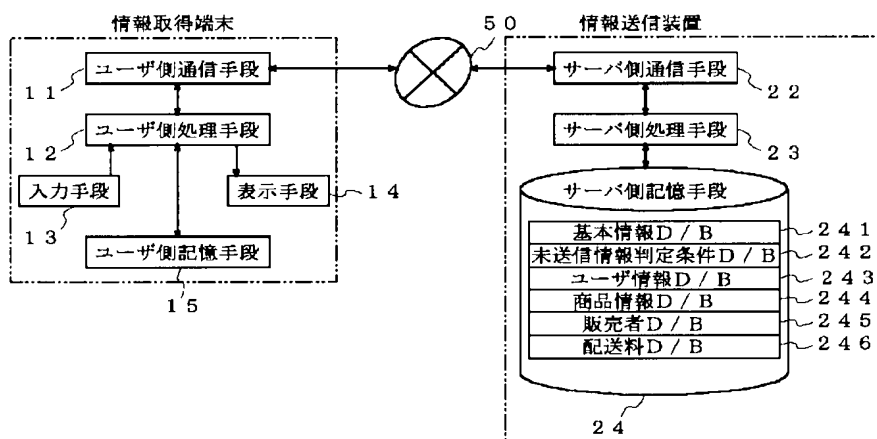 情報取得端末
ユーザ側通信手段
11
ユーザ側処理手段
12
入力手段
13
表示手段
14
ユーザ側記憶手段
15
50
情報送信装置
サーバ側通信手段
22
サーバ側処理手段
23
サーバ側記憶手段
基本情報D/B
241
未送信情報判定条件D/B
242
ユーザ情報D/B
243
商品情報D/B
244
販売者D/B
245
配送料D/B
246
24